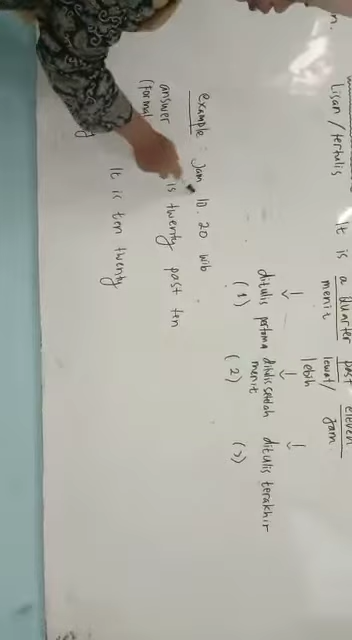 Lisan / tertulis It is a quarter past eleven
menit lewat/ jam
lebih
ditulis pertama ditulis setelah ditulis terakhir
menit
(1) (2) (3)
example : Jam 10.20 wib
answer is twenty past ten
(formal
It is ten twenty